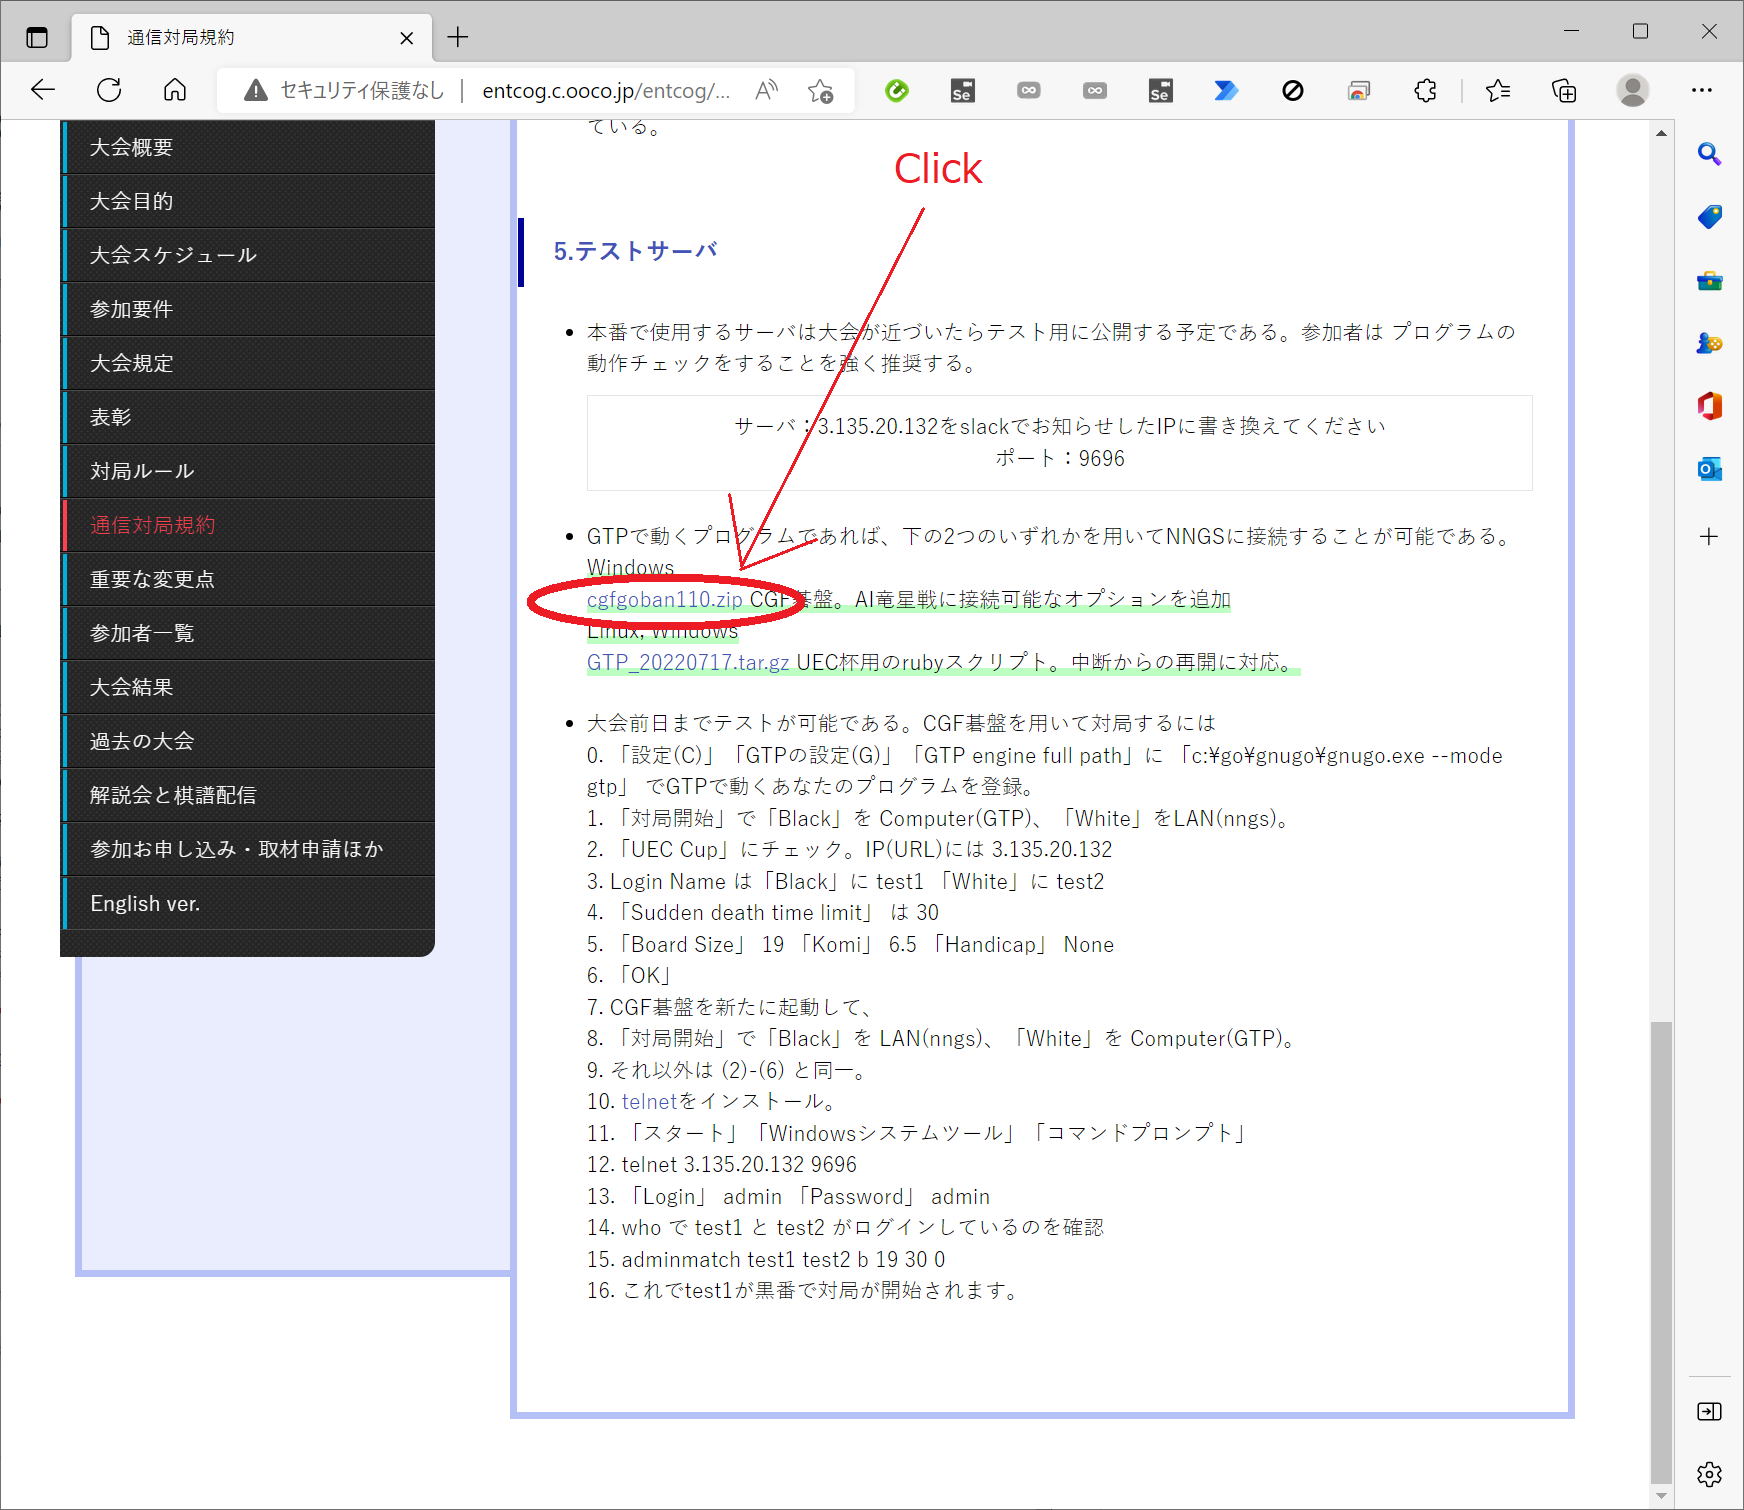 通信対局規約
セキュリティ保護なし
entcog.c.ooco.jp/entcog/...
Se
Se
大会概要
大会目的
大会スケジュール
参加要件
大会規定
表彰
対局ルール
通信対局規約
重要な変更点
参加者一覧
大会結果
過去の大会
解説会と棋譜配信
参加お申し込み・取材申請ほか
English ver.
ている。
Click
5.テストサーバ
本番で使用するサーバは大会が近づいたらテスト用に公開する予定である。参加者は プログラムの
動作チェックをすることを強く推奨する。
サーバ：3.135.20.132をslackでお知らせしたIPに書き換えてください
ポート：9696
GTPで動くプログラムであれば、下の2つのいずれかを用いてNNGSに接続することが可能である。
Windows
cgfgoban110.zip CGF碁盤。AI竜星戦に接続可能なオプションを追加
Linux, Windows
GTP_20220717.tar.gz UEC杯用のrubyスクリプト。中断からの再開に対応。
大会前日までテストが可能である。CGF碁盤を用いて対局するには
0. 「設定(C)」「GTPの設定(G)」「GTP engine full path」に 「c:¥go¥gnugo¥gnugo.exe --mode
gtp」 でGTPで動くあなたのプログラムを登録。
1. 「対局開始」で「Black」を Computer(GTP)、「White」をLAN(nngs)。
2. 「UEC Cup」にチェック。IP(URL)には 3.135.20.132
3. Login Name は「Black」に test1 「White」に test2
4. 「Sudden death time limit」 は 30
5. 「Board Size」 19 「Komi」 6.5 「Handicap」 None
6. 「OK」
7. CGF碁盤を新たに起動して、
8. 「対局開始」で「Black」を LAN(nngs)、「White」を Computer(GTP)。
9. それ以外は (2)-(6) と同一。
10. telnetをインストール。
11. 「スタート」「Windowsシステムツール」「コマンドプロンプト」
12. telnet 3.135.20.132 9696
13. 「Login」 admin 「Password」 admin
14. who で test1 と test2 がログインしているのを確認
15. adminmatch test1 test2 b 19 30 0
16. これでtest1が黒番で対局が開始されます。